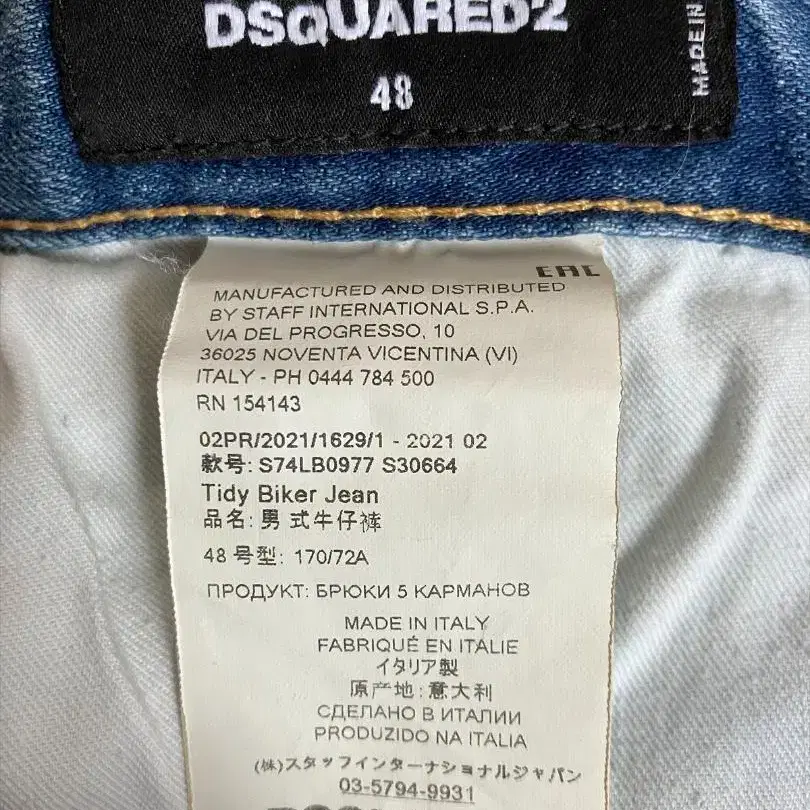 DSQUARED2
48
MADE IN
EAC
MANUFACTURED AND DISTRIBUTED
BY STAFF INTERNATIONAL S.P.A.
VIA DEL PROGRESSO, 10
36025 NOVENTA VICENTINA (VI)
ITALY - PH 0444 784 500
RN 154143
02PR/2021/1629/1 - 2021 02
款号: S74LB0977 S30664
Tidy Biker Jean
品名: 男 式牛仔裤
48 号型: 170/72A
ПРОДУКТ: БРЮКИ 5 КАРМАНОВ
MADE IN ITALY
FABRIQUÉ EN ITALIE
イタリア製
原产地: 意大利
СДЕЛАНО В ИТАЛИИ
PRODUZIDO NA ITALIA
(株)スタッフインターナショナルジャパン
03-5794-9931